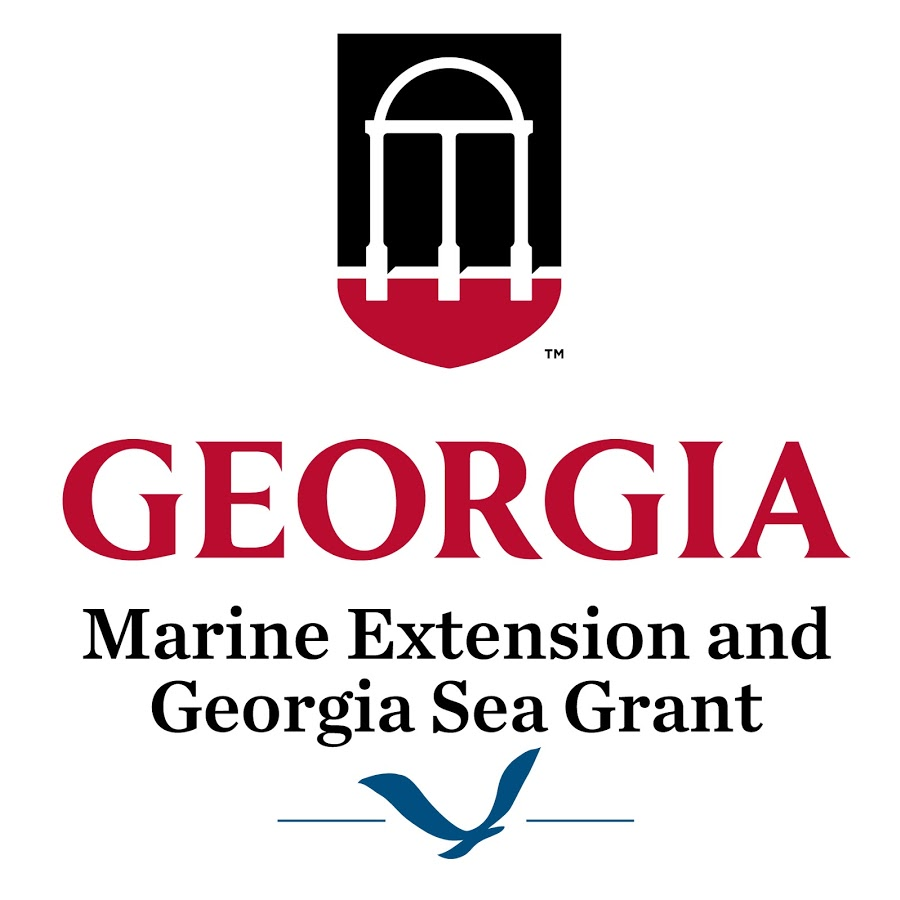 TM
GEORGIA
Marine Extension and
Georgia Sea Grant